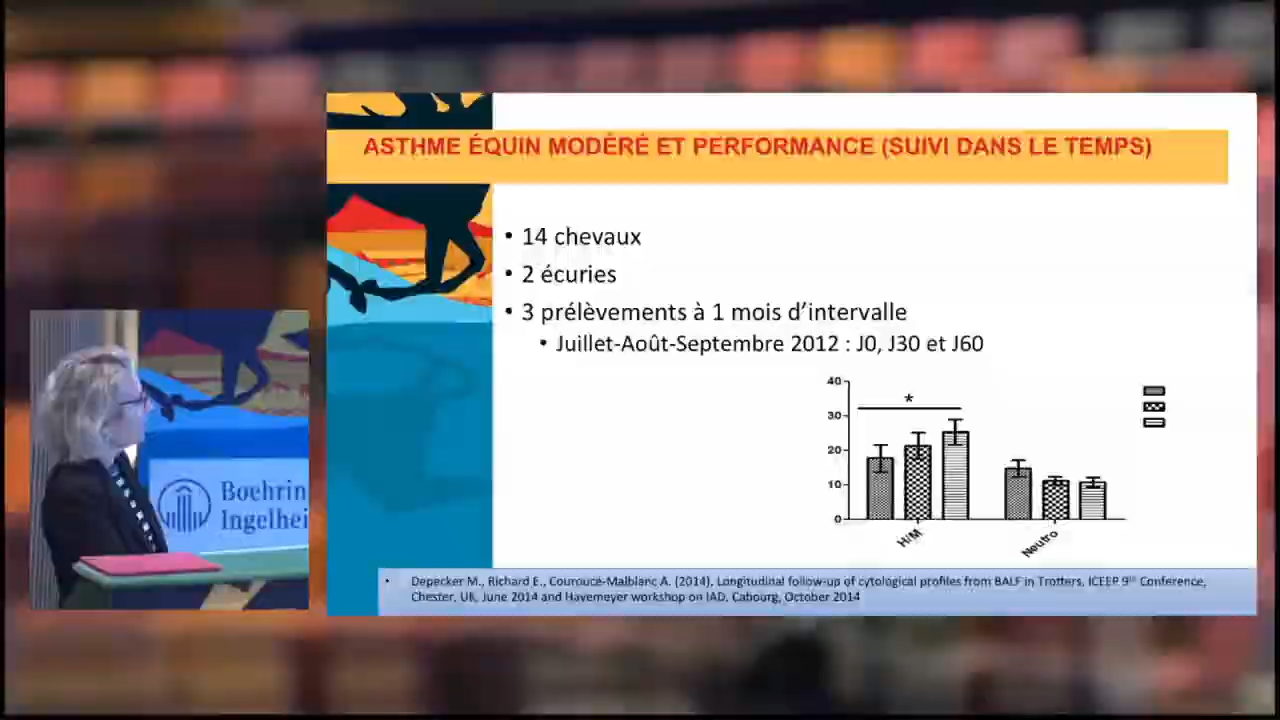 ASTHME ÉQUIN MODÉRÉ ET PERFORMANCE (SUIVI DANS LE TEMPS)
• 14 chevaux
• 2 écuries
• 3 prélèvements à 1 mois d'intervalle
• Juillet-Août-Septembre 2012 : J0, J30 et J60
40
30
20
10
0
*
H/M
Neutro
Boehrin
Ingelhei
• Depecker M., Richard E., Couroucé-Malblanc A. (2014), Longitudinal follow-up of cytological profiles from BALF in Trotters, ICEEP 9th Conference,
Chester, UK, June 2014 and Havemeyer workshop on IAD, Cabourg, October 2014